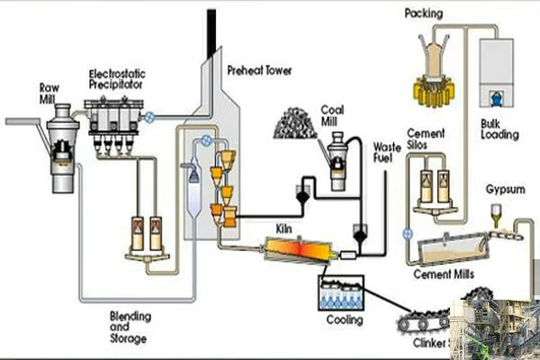 Packing
Electrostatic
Precipitator
Raw
Mill
Preheat Tower
Coal
Mill
Waste
Fuel
Cement
Silos
Bulk
Loading
Gypsum
Kiln
Cement Mills
Blending
and
Storage
Cooling
Clinker S